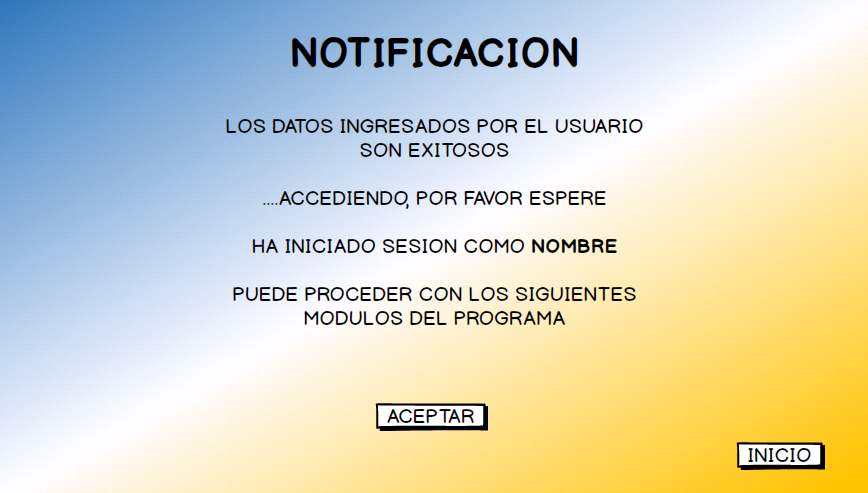 NOTIFICACION
LOS DATOS INGRESADOS POR EL USUARIO
SON EXITOSOS
....ACCEDIENDO, POR FAVOR ESPERE
HA INICIADO SESION COMO NOMBRE
PUEDE PROCEDER CON LOS SIGUIENTES
MODULOS DEL PROGRAMA
ACEPTAR
INICIO